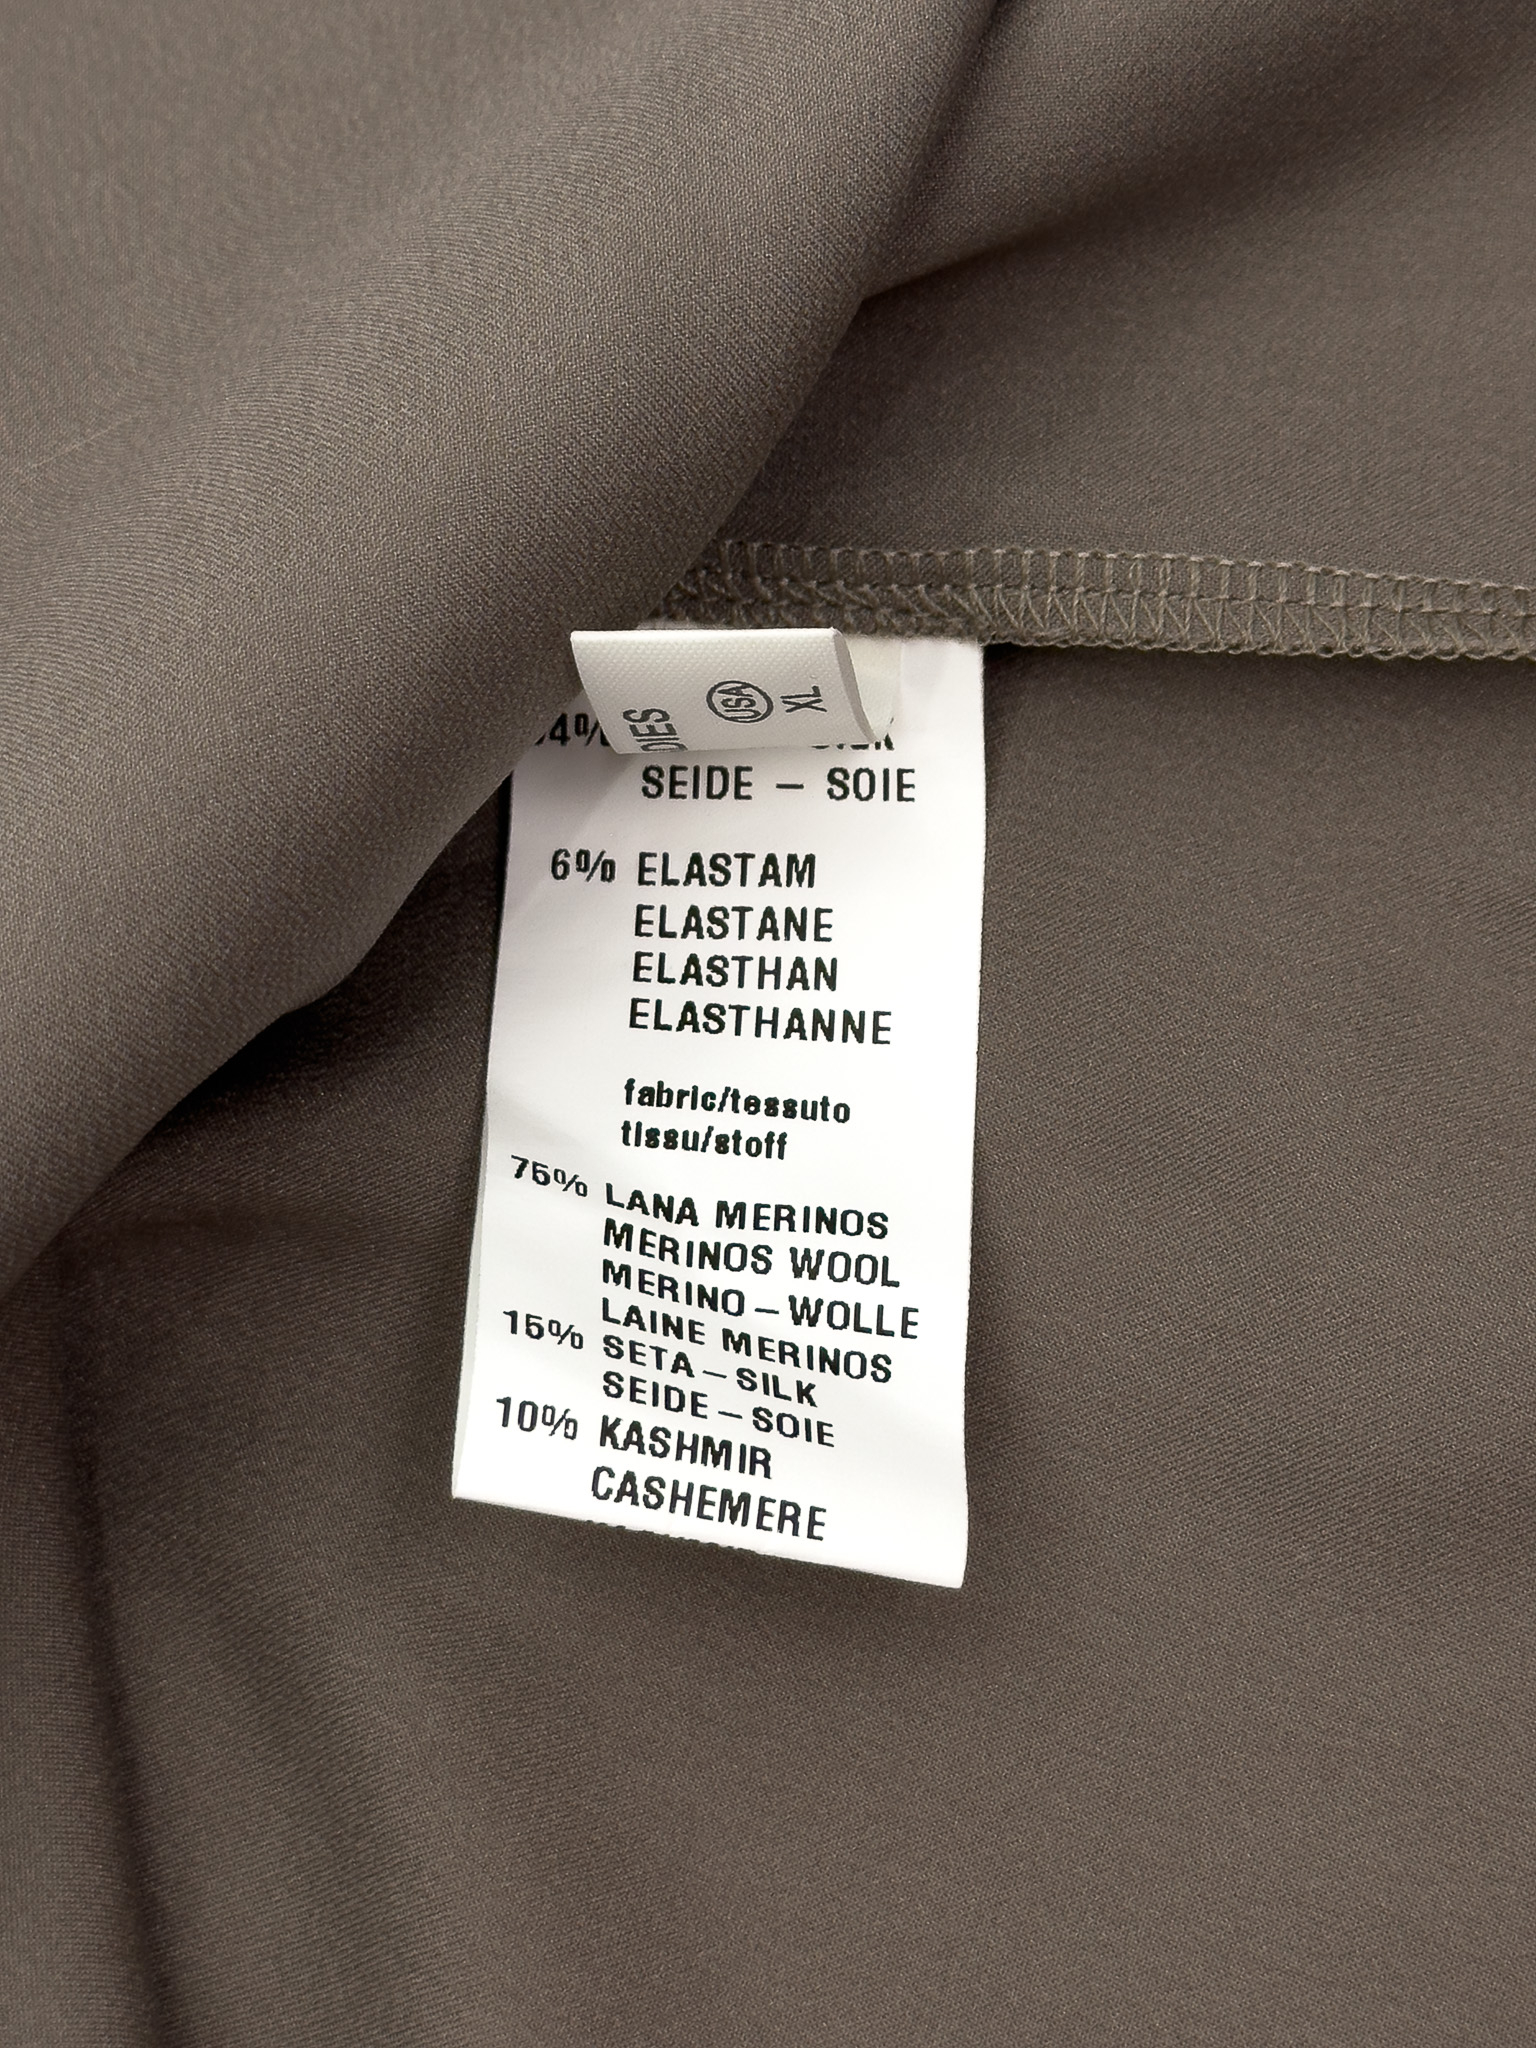 USA
XL
SEIDE – SOIE
6% ELASTAM
ELASTANE
ELASTHAN
ELASTHANNE
fabric/tessuto
tissu/stoff
75% LANA MERINOS
MERINOS WOOL
MERINO – WOLLE
LAINE MERINOS
15% SETA – SILK
SEIDE – SOIE
10% KASHMIR
CASHEMERE